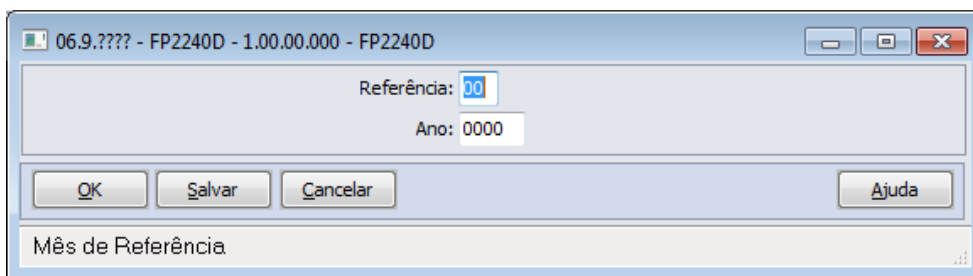 06.9.???? - FP2240D - 1.00.00.000 - FP2240D
Referência: 00
Ano: 0000
OK Salvar Cancelar Ajuda
Mês de Referência